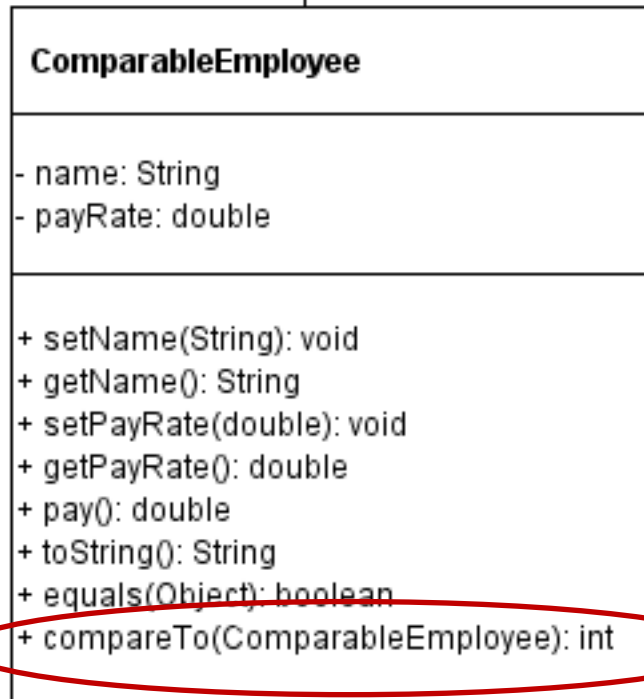 ComparableEmployee
- name: String
- payRate: double
+ setName(String): void
+ getName(): String
+ setPayRate(double): void
+ getPayRate(): double
+ pay(): double
+ toString(): String
+ equals(Object): boolean
+ compareTo(ComparableEmployee): int